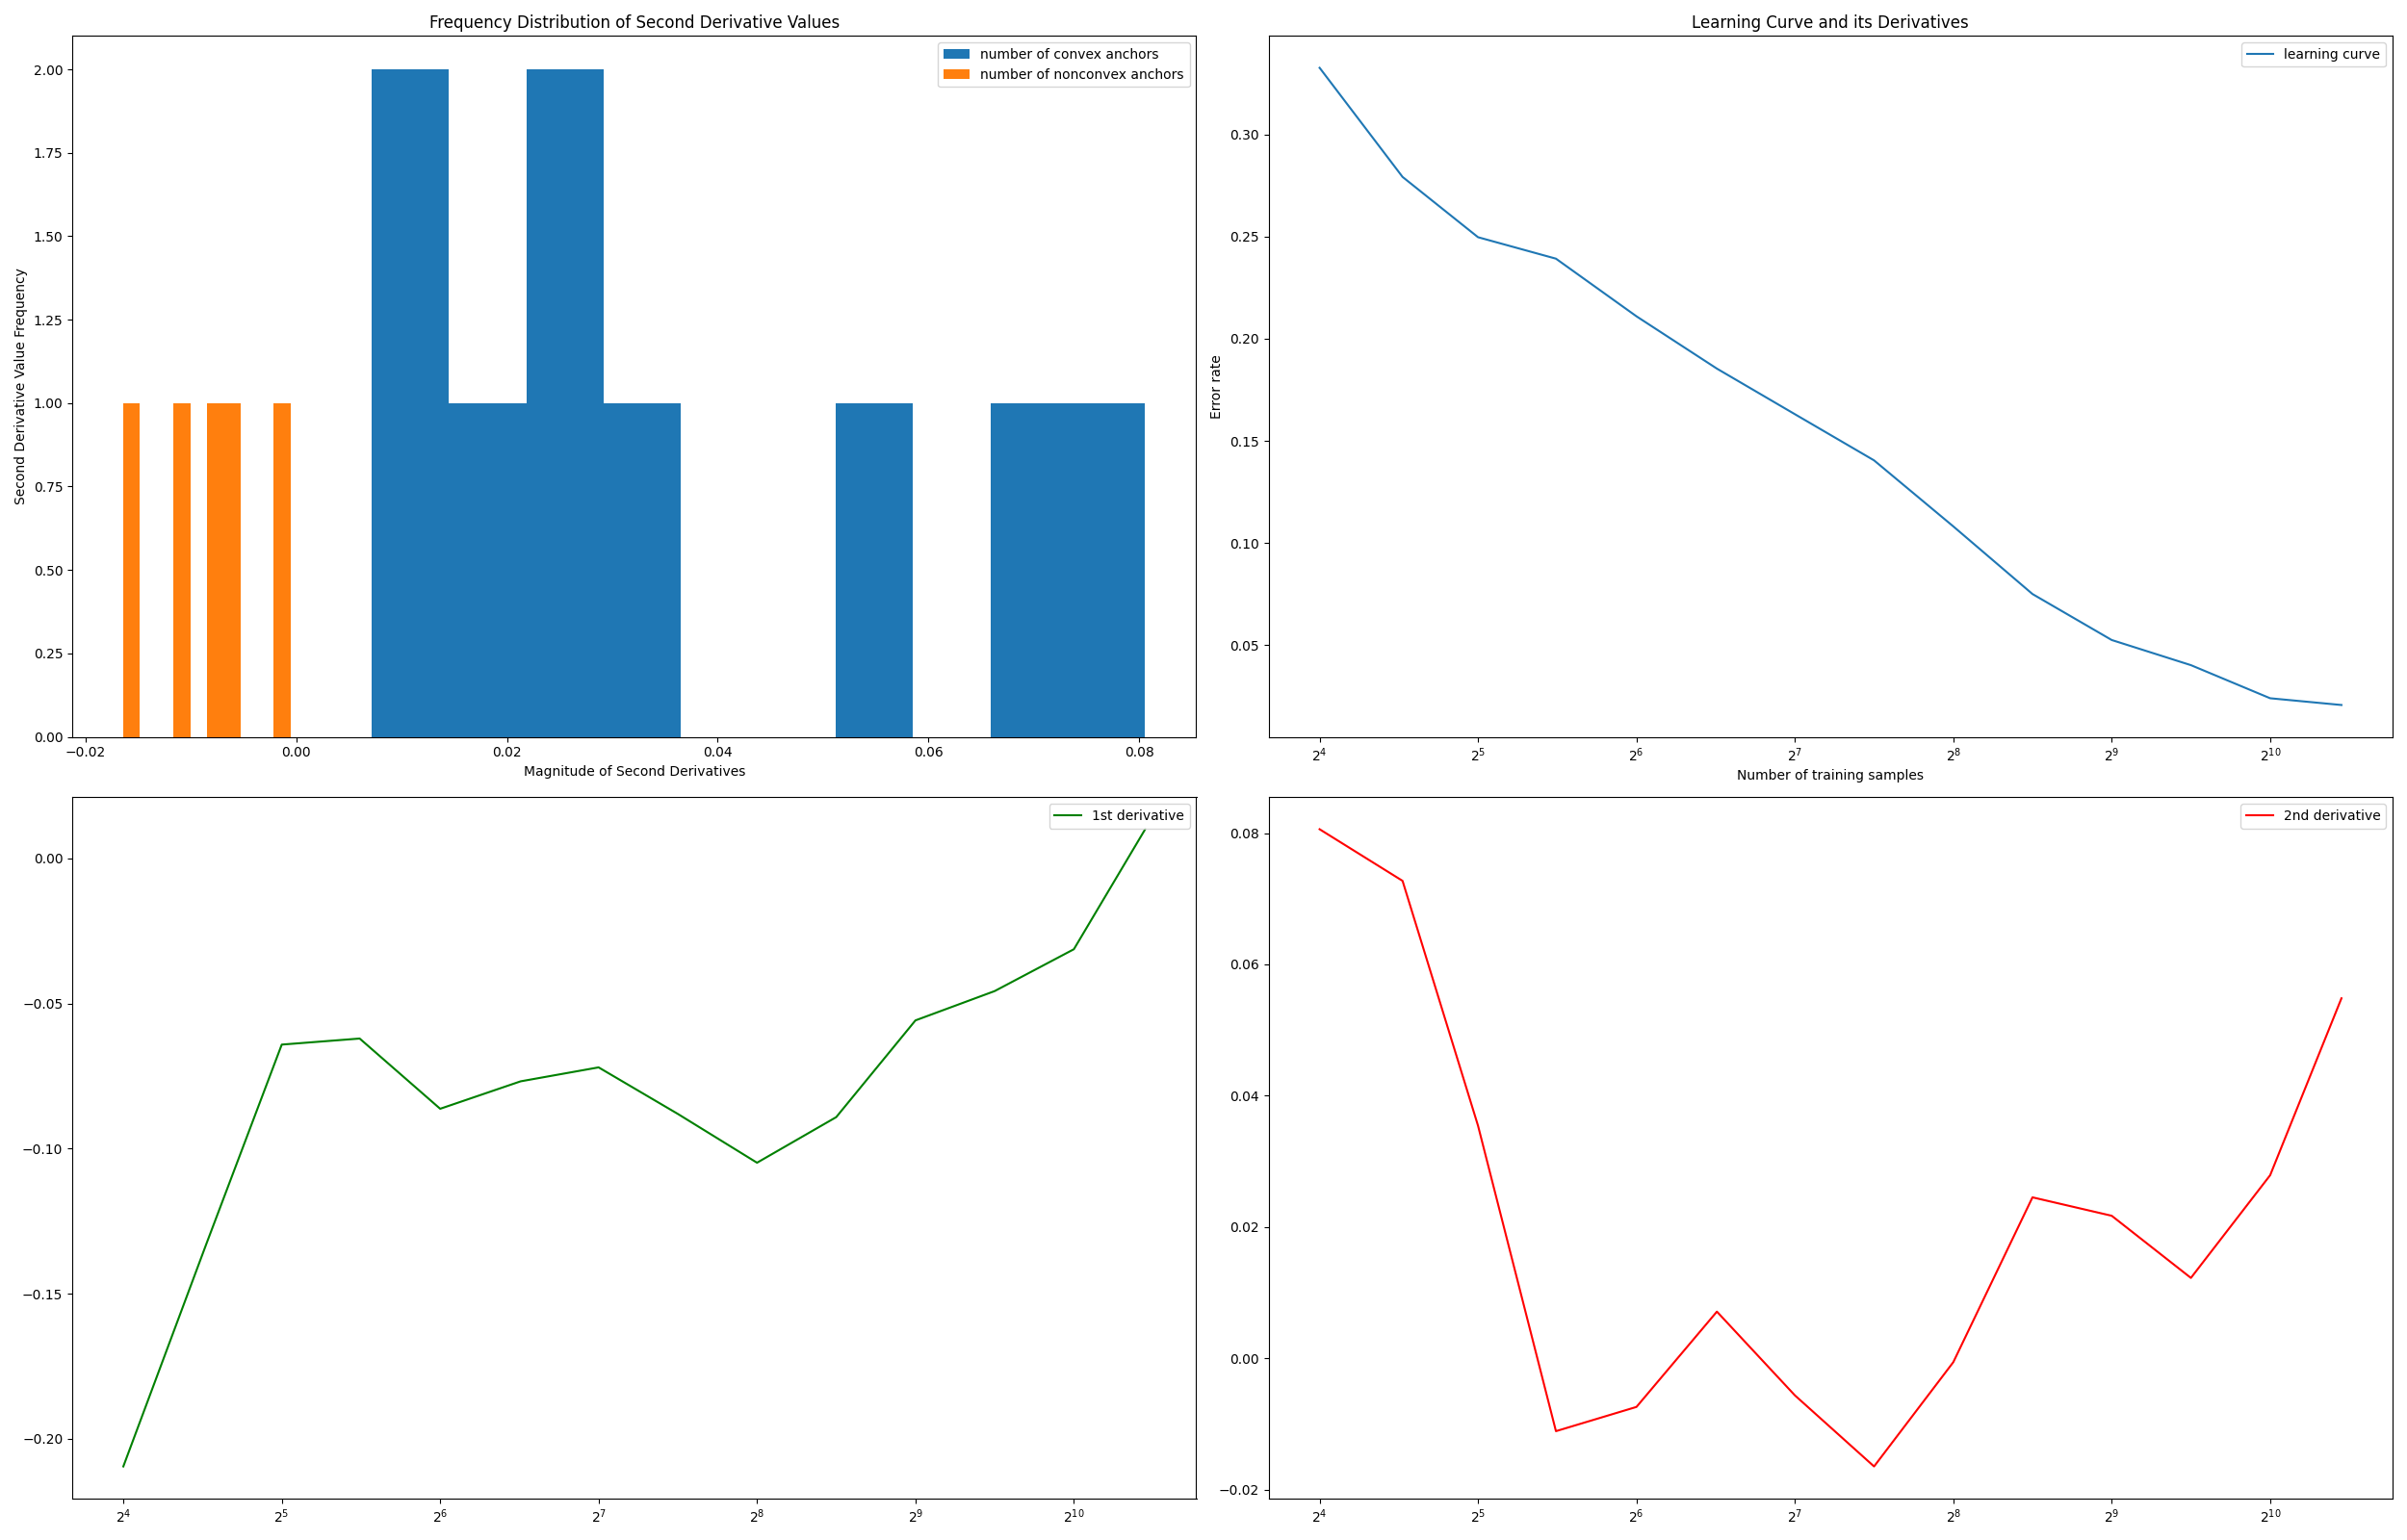 Frequency Distribution of Second Derivative Values
number of convex anchors
number of nonconvex anchors
2.00
1.75
1.50
1.25
1.00
0.75
0.50
0.25
0.00
Second Derivative Value Frequency
−0.02 0.00 0.02 0.04 0.06 0.08
Magnitude of Second Derivatives
Learning Curve and its Derivatives
learning curve
0.30
0.25
0.20
0.15
0.10
0.05
Error rate
2⁴ 2⁵ 2⁶ 2⁷ 2⁸ 2⁹ 2¹⁰
Number of training samples
1st derivative
0.00
−0.05
−0.10
−0.15
−0.20
2⁴ 2⁵ 2⁶ 2⁷ 2⁸ 2⁹ 2¹⁰
2nd derivative
0.08
0.06
0.04
0.02
0.00
−0.02
2⁴ 2⁵ 2⁶ 2⁷ 2⁸ 2⁹ 2¹⁰